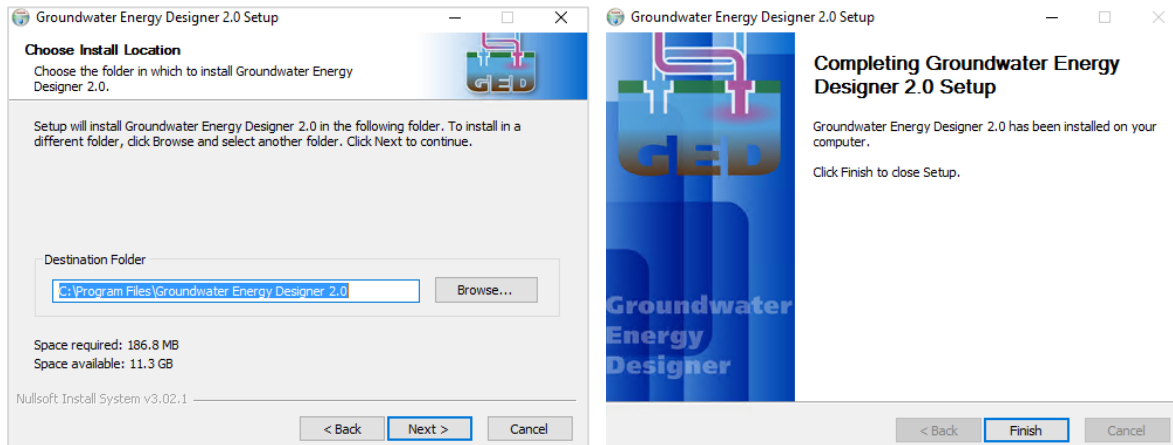 Groundwater Energy Designer 2.0 Setup
Choose Install Location
Choose the folder in which to install Groundwater Energy
Designer 2.0.
GED
Setup will install Groundwater Energy Designer 2.0 in the following folder. To install in a
different folder, click Browse and select another folder. Click Next to continue.
Destination Folder
C:\Program Files\Groundwater Energy Designer 2.0
Browse...
Space required: 186.8 MB
Space available: 11.3 GB
Nullsoft Install System v3.02.1
< Back
Next >
Cancel
Groundwater Energy Designer 2.0 Setup
GED
Groundwater
Energy
Designer
Completing Groundwater Energy
Designer 2.0 Setup
Groundwater Energy Designer 2.0 has been installed on your
computer.
Click Finish to close Setup.
< Back
Finish
Cancel